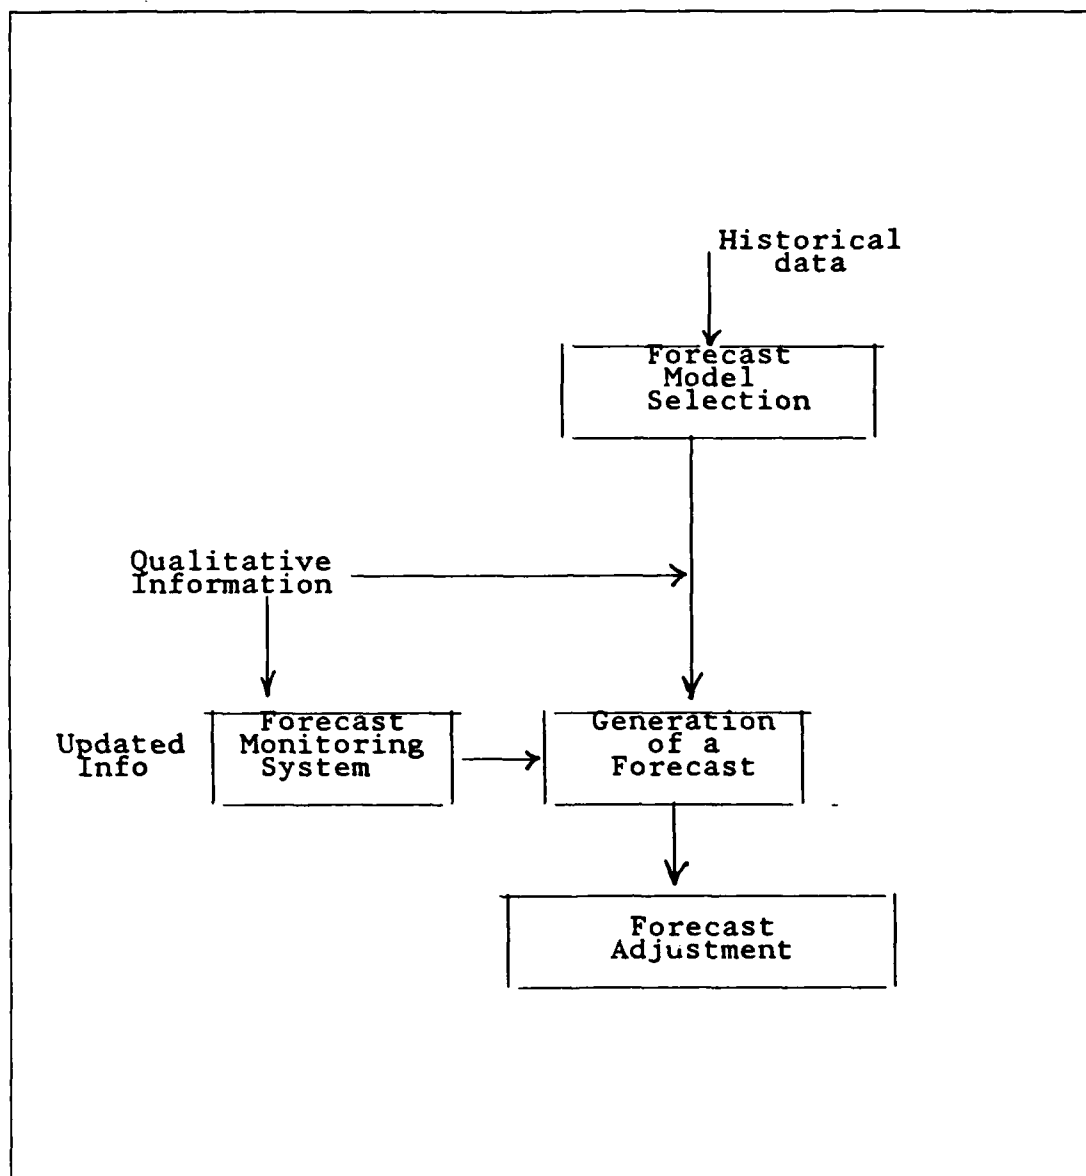 Historical
data
Forecast
Model
Selection
Qualitative
Information
Updated
Info
Forecast
Monitoring
System
Generation
of a
Forecast
Forecast
Adjustment